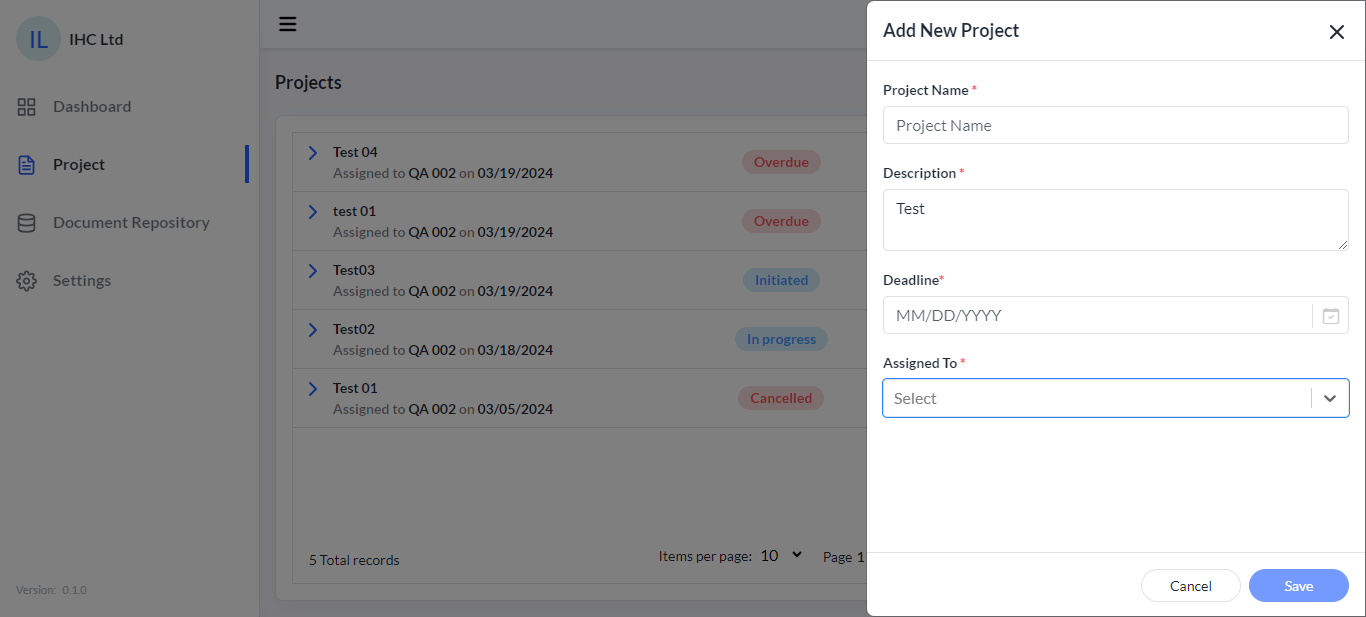 IL IHC Ltd
Dashboard
Project
Document Repository
Settings
Version: 0.1.0
Projects
Test 04
Assigned to QA 002 on 03/19/2024
Overdue
test 01
Assigned to QA 002 on 03/19/2024
Overdue
Test03
Assigned to QA 002 on 03/19/2024
Initiated
Test02
Assigned to QA 002 on 03/18/2024
In progress
Test 01
Assigned to QA 002 on 03/05/2024
Cancelled
5 Total records
Items per page: 10
Page 1
Add New Project
Project Name *
Project Name
Description *
Test
Deadline*
MM/DD/YYYY
Assigned To *
Select
Cancel
Save